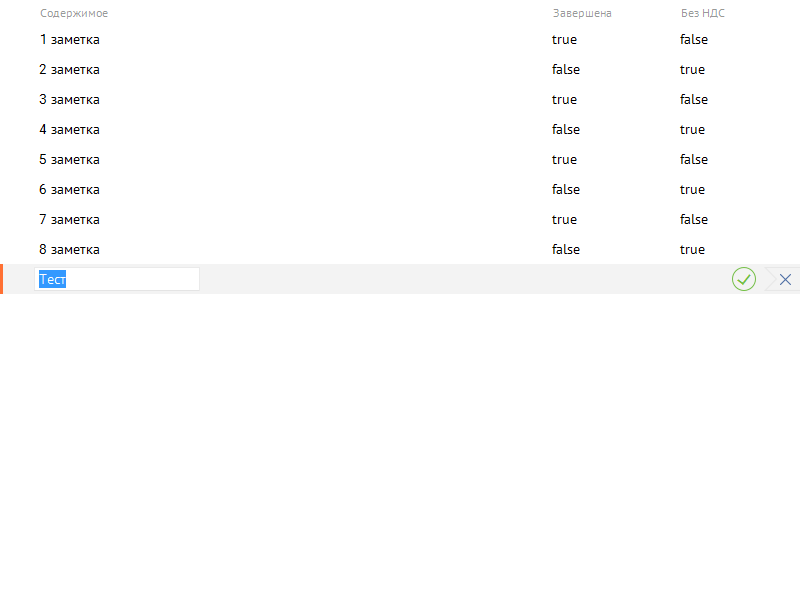 Содержимое Завершена Без НДС
1 заметка true false
2 заметка false true
3 заметка true false
4 заметка false true
5 заметка true false
6 заметка false true
7 заметка true false
8 заметка false true
Тест